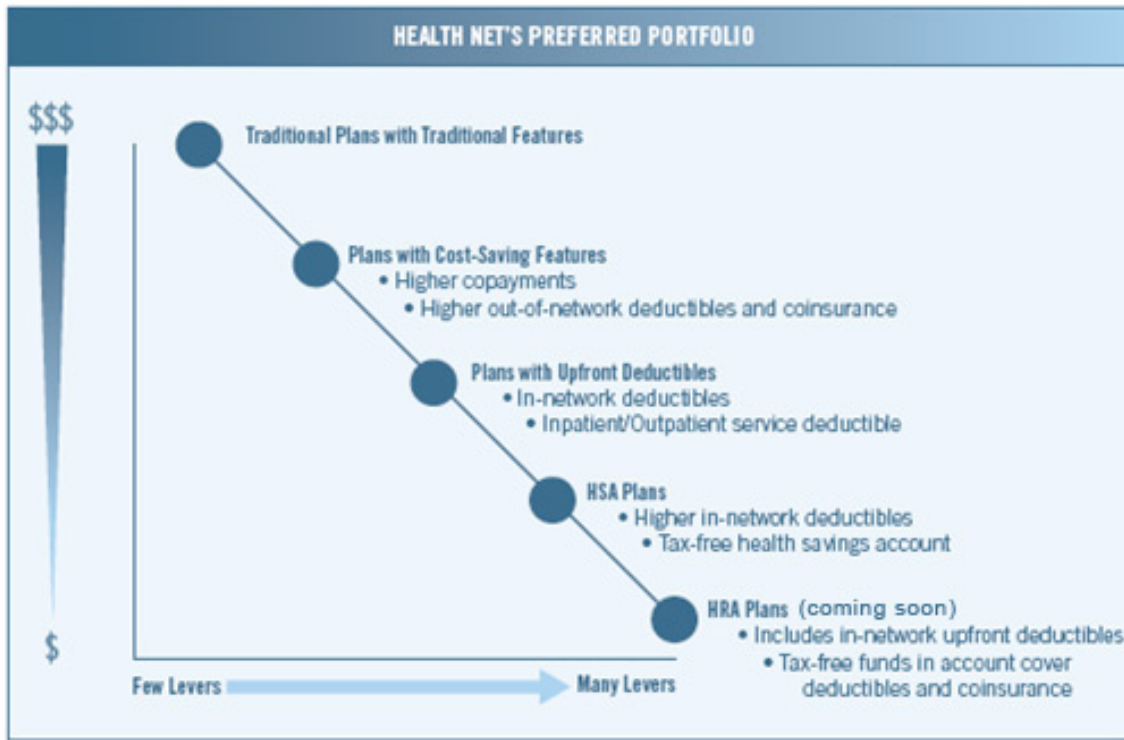 HEALTH NET'S PREFERRED PORTFOLIO
$$$
Traditional Plans with Traditional Features
Plans with Cost-Saving Features
• Higher copayments
• Higher out-of-network deductibles and coinsurance
Plans with Upfront Deductibles
• In-network deductibles
• Inpatient/Outpatient service deductible
HSA Plans
• Higher in-network deductibles
• Tax-free health savings account
HRA Plans (coming soon)
• Includes in-network upfront deductibles
• Tax-free funds in account cover
deductibles and coinsurance
$
Few Levers
Many Levers